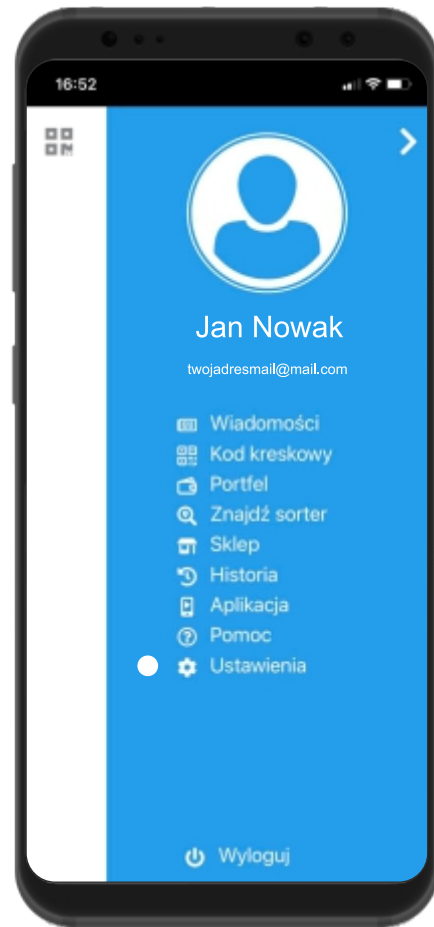 16:52
Jan Nowak
twojadresmail@mail.com
Wiadomości
Kod kreskowy
Portfel
Znajdź sorter
Sklep
Historia
Aplikacja
Pomoc
Ustawienia
Wyloguj